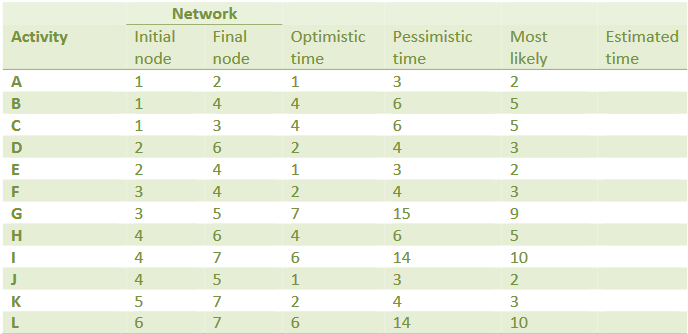 Network
Activity Initial node Final node Optimistic time Pessimistic time Most likely Estimated time
A 1 2 1 3 2
B 1 4 4 6 5
C 1 3 4 6 5
D 2 6 2 4 3
E 2 4 1 3 2
F 3 4 2 4 3
G 3 5 7 15 9
H 4 6 4 6 5
I 4 7 6 14 10
J 4 5 1 3 2
K 5 7 2 4 3
L 6 7 6 14 10